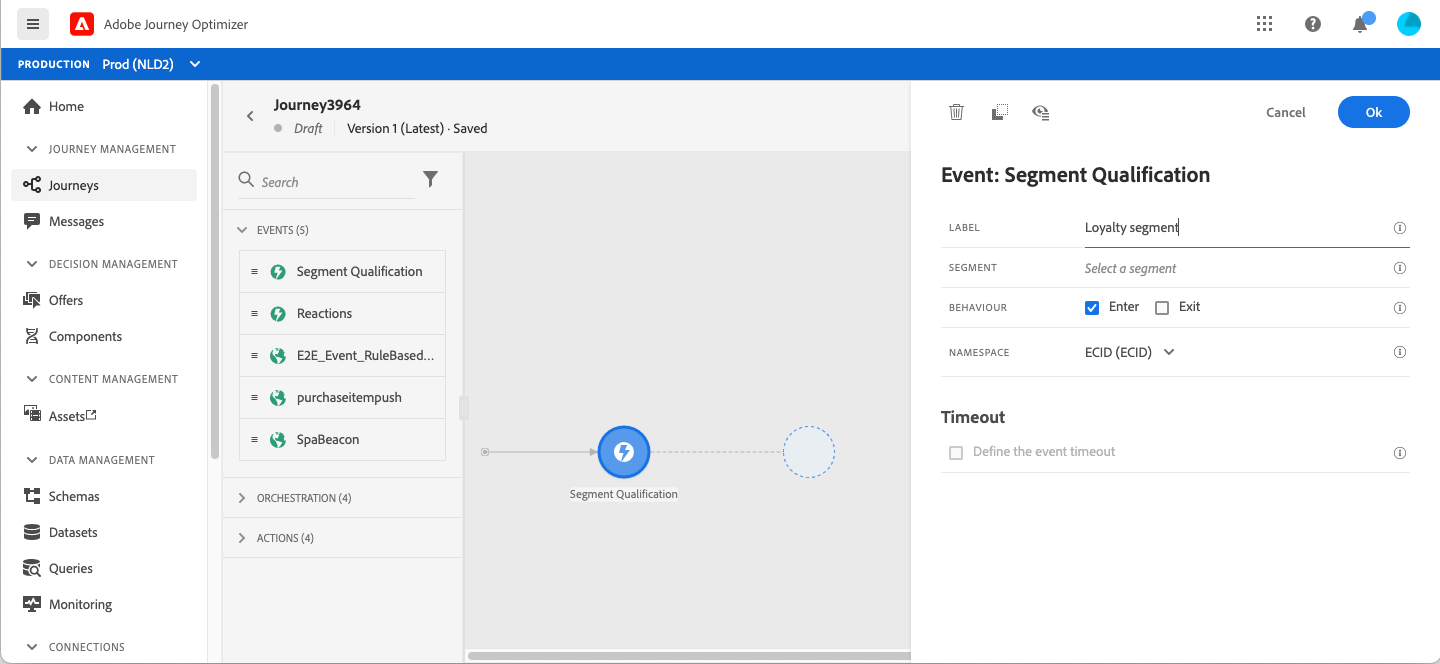 Adobe Journey Optimizer
PRODUCTION Prod (NLD2)
Home
JOURNEY MANAGEMENT
Journeys
Messages
DECISION MANAGEMENT
Offers
Components
CONTENT MANAGEMENT
Assets
DATA MANAGEMENT
Schemas
Datasets
Queries
Monitoring
CONNECTIONS
Journey3964
Draft Version 1 (Latest) · Saved
Search
EVENTS (5)
Segment Qualification
Reactions
E2E_Event_RuleBased...
purchaseitempush
SpaBeacon
ORCHESTRATION (4)
ACTIONS (4)
Segment Qualification
Cancel Ok
Event: Segment Qualification
LABEL Loyalty segment
SEGMENT Select a segment
BEHAVIOUR Enter Exit
NAMESPACE ECID (ECID)
Timeout
Define the event timeout